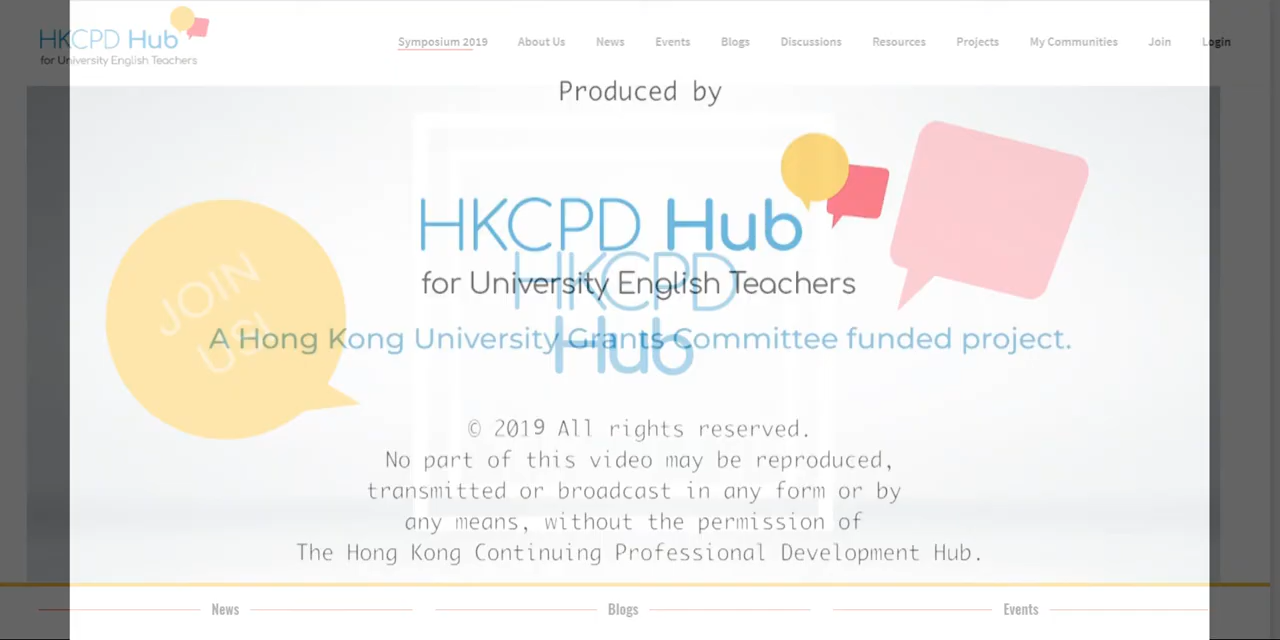 HKCPD Hub
for University English Teachers
Symposium 2019 About Us News Events Blogs Discussions Resources Projects My Communities Join Login
Produced by
HKCPD Hub
for University English Teachers
JOIN
US!
HKCPD
Hub
A Hong Kong University Grants Committee funded project.
© 2019 All rights reserved.
No part of this video may be reproduced,
transmitted or broadcast in any form or by
any means, without the permission of
The Hong Kong Continuing Professional Development Hub.
News Blogs Events